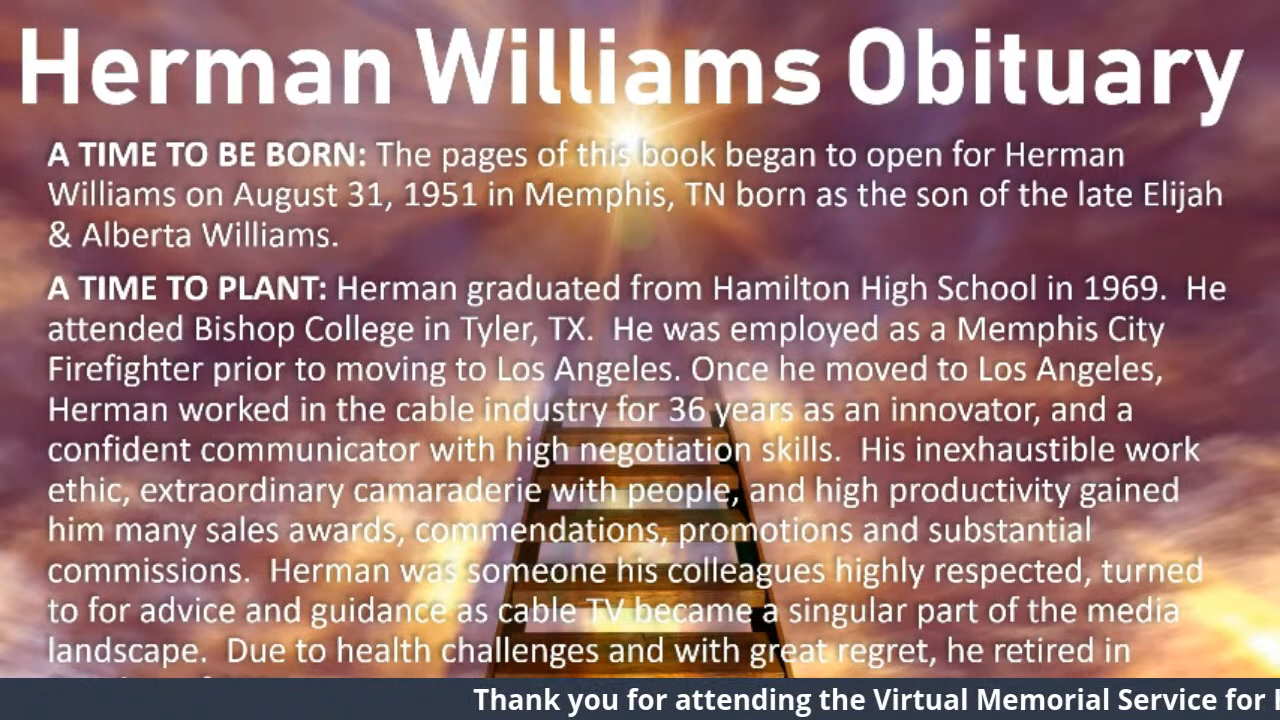 Herman Williams Obituary
A TIME TO BE BORN: The pages of this book began to open for Herman
Williams on August 31, 1951 in Memphis, TN born as the son of the late Elijah
& Alberta Williams.
A TIME TO PLANT: Herman graduated from Hamilton High School in 1969.  He
attended Bishop College in Tyler, TX.  He was employed as a Memphis City
Firefighter prior to moving to Los Angeles. Once he moved to Los Angeles,
Herman worked in the cable industry for 36 years as an innovator, and a
confident communicator with high negotiation skills.  His inexhaustible work
ethic, extraordinary camaraderie with people, and high productivity gained
him many sales awards, commendations, promotions and substantial
commissions.  Herman was someone his colleagues highly respected, turned
to for advice and guidance as cable TV became a singular part of the media
landscape.  Due to health challenges and with great regret, he retired in
Thank you for attending the Virtual Memorial Service for